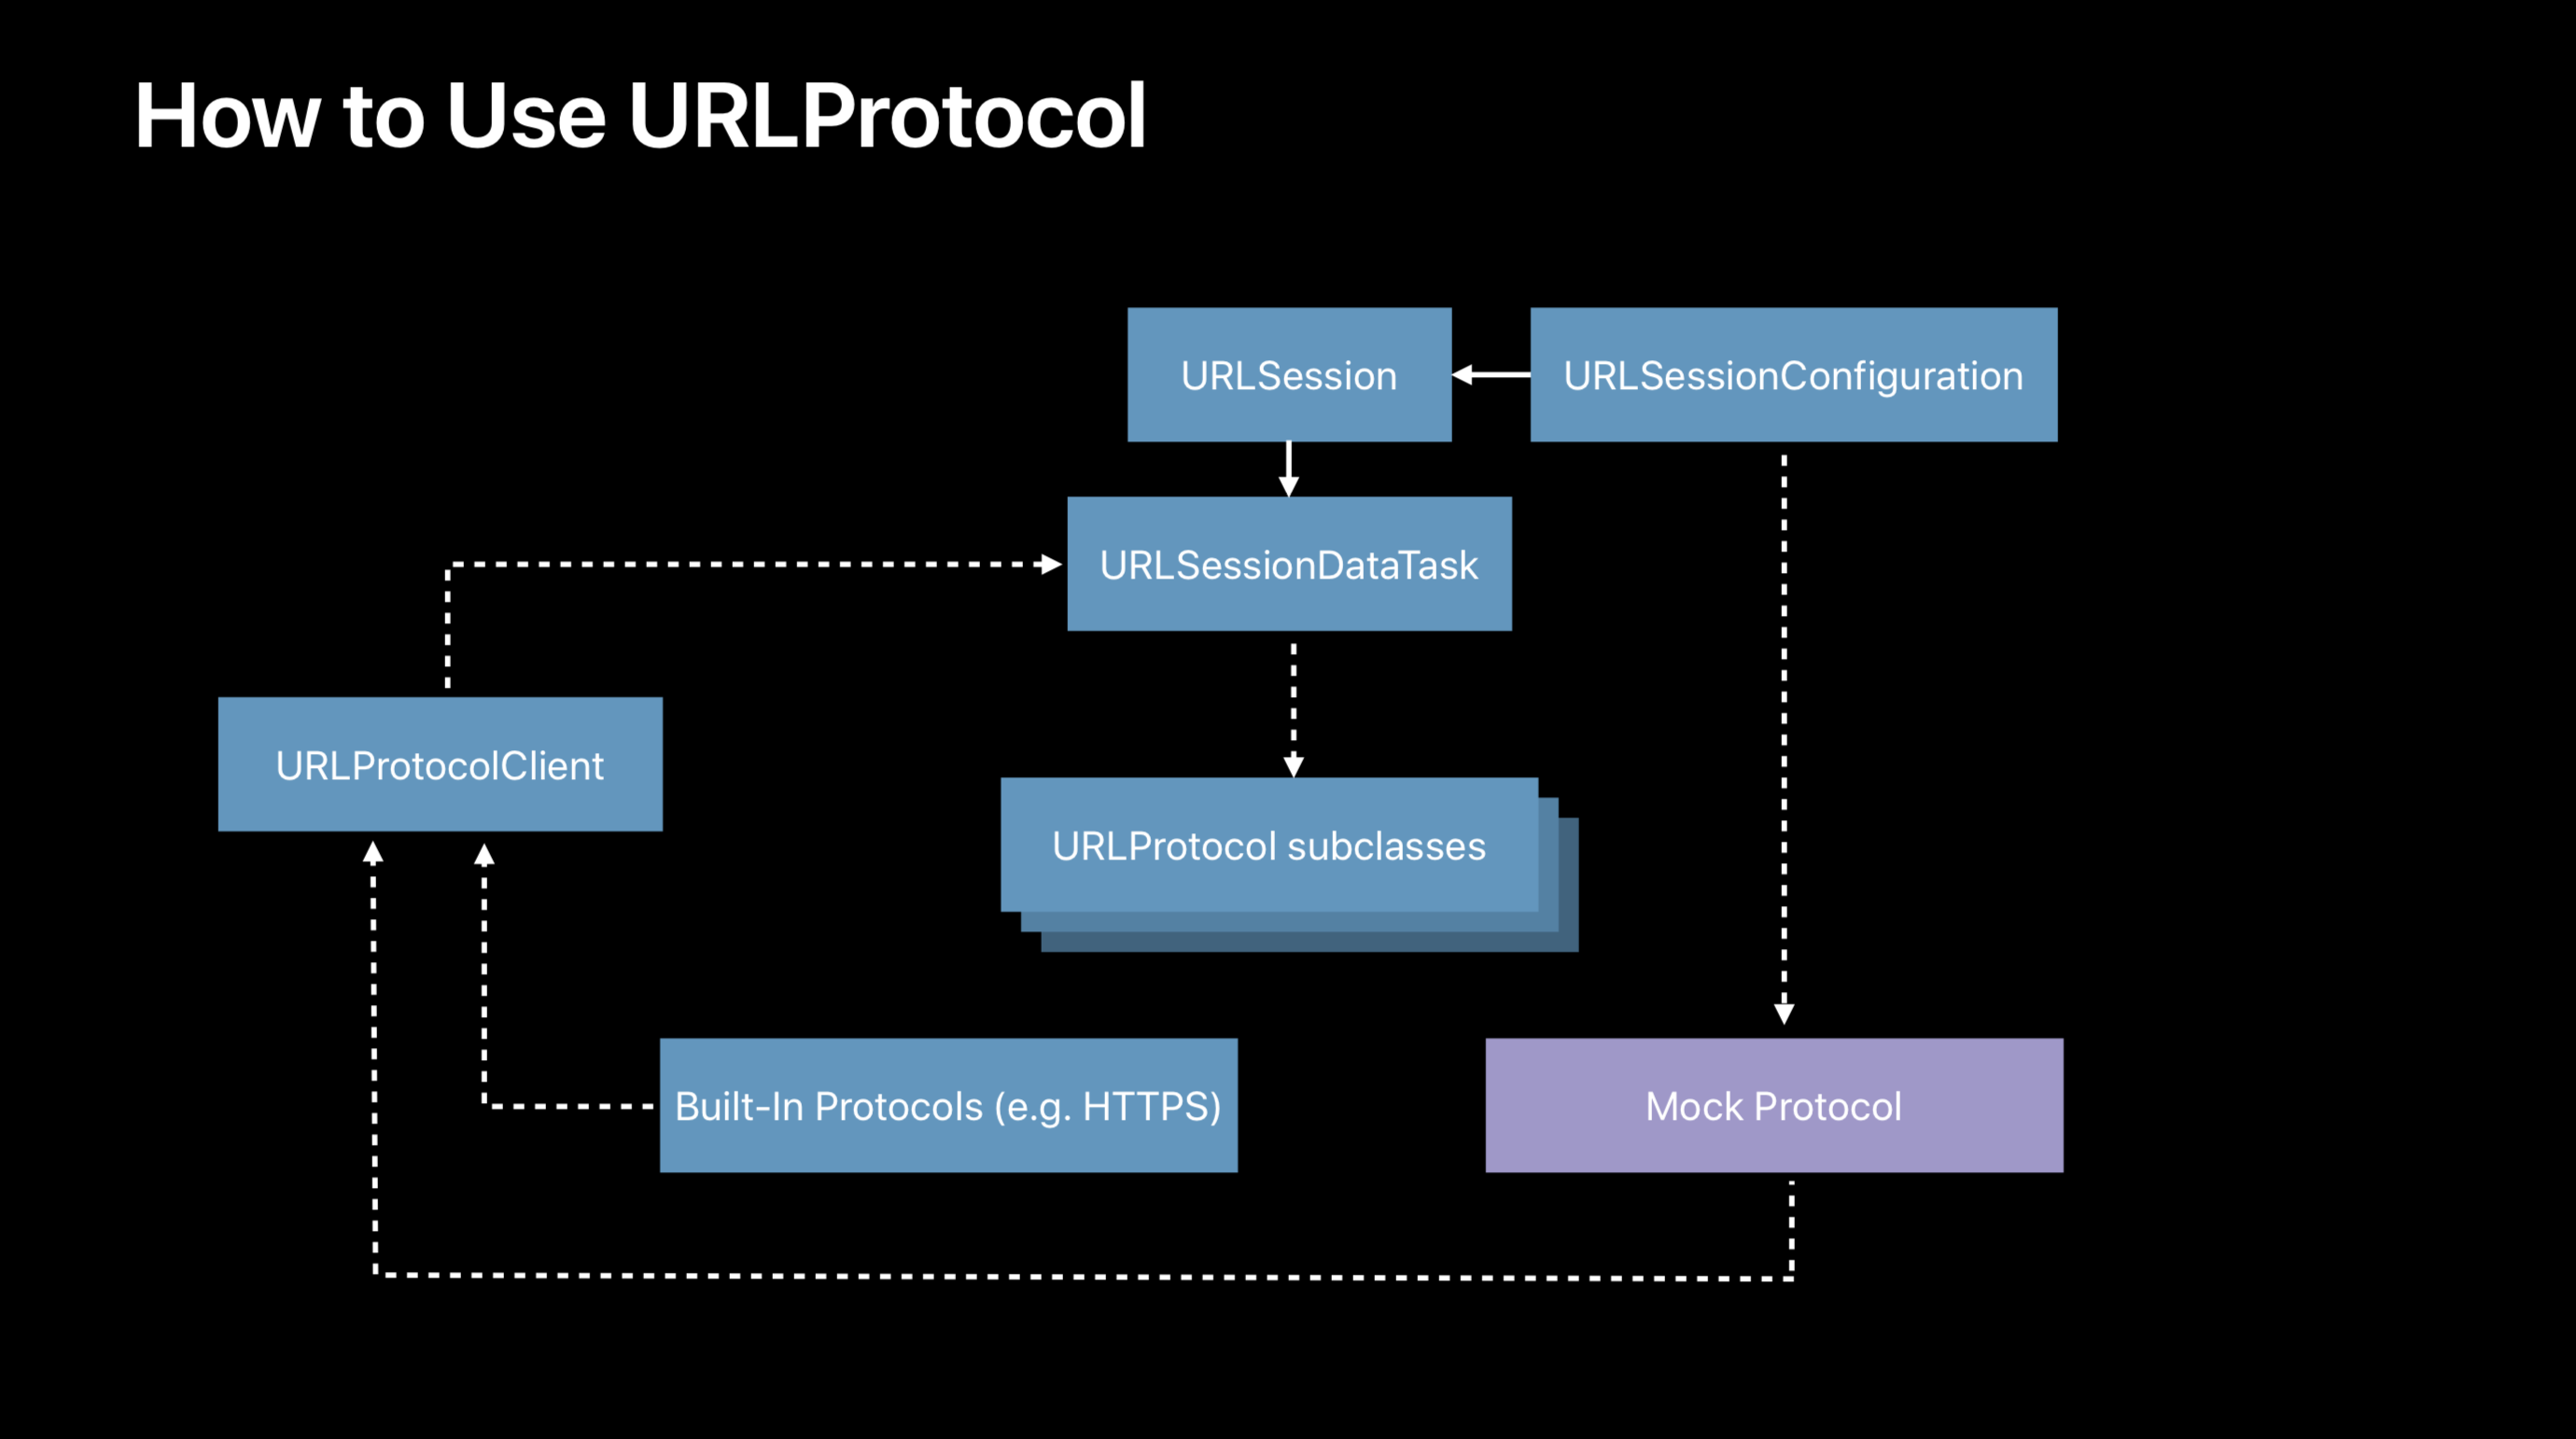 How to Use URLProtocol
URLSession
URLSessionConfiguration
URLSessionDataTask
URLProtocolClient
URLProtocol subclasses
Built-In Protocols (e.g. HTTPS)
Mock Protocol